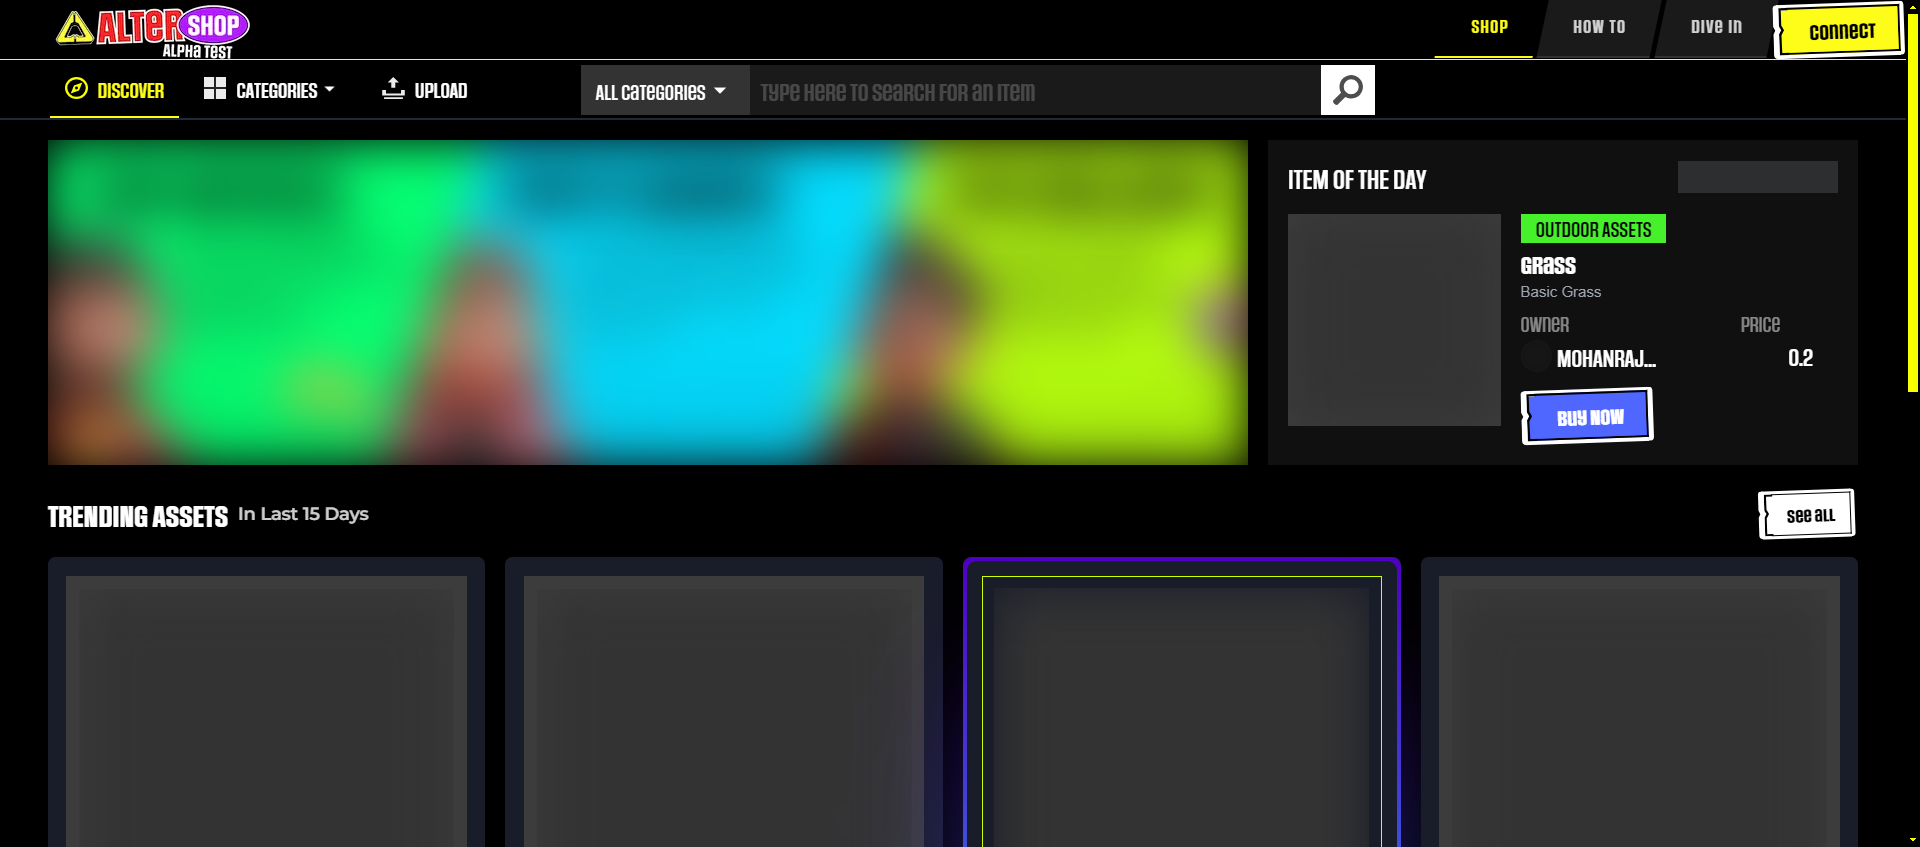 ALTER SHOP
ALPHA TEST
SHOP
HOW TO
DIVE IN
CONNECT
DISCOVER
CATEGORIES
UPLOAD
ALL CATEGORIES
TYPE HERE TO SEARCH FOR AN ITEM
ITEM OF THE DAY
OUTDOOR ASSETS
GRASS
Basic Grass
OWNER
PRICE
MOHANRAJ...
0.2
BUY NOW
TRENDING ASSETS In Last 15 Days
SEE ALL